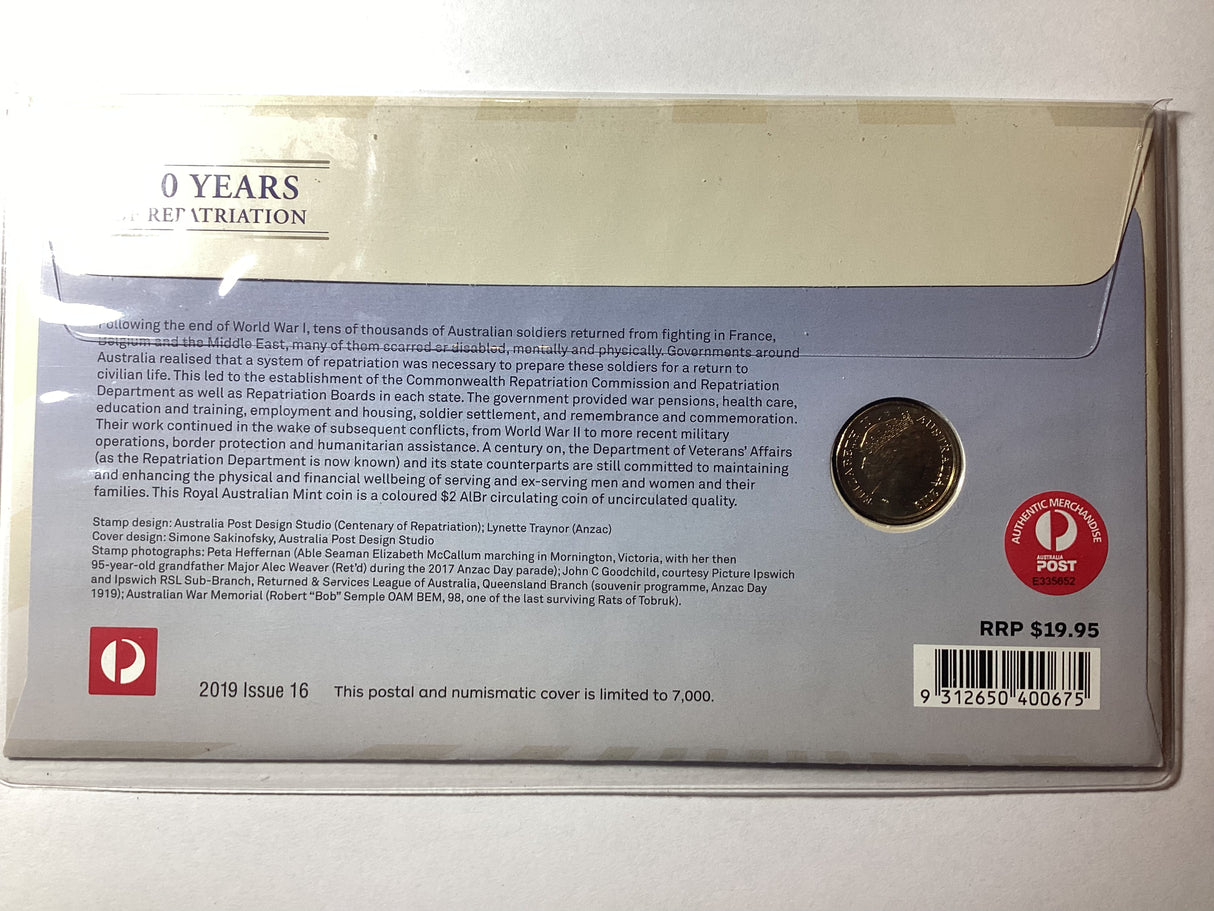 0 YEARS
OF REPATRIATION
Following the end of World War I, tens of thousands of Australian soldiers returned from fighting in France,
Belgium and the Middle East, many of them scarred or disabled, mentally and physically. Governments around
Australia realised that a system of repatriation was necessary to prepare these soldiers for a return to
civilian life. This led to the establishment of the Commonwealth Repatriation Commission and Repatriation
Department as well as Repatriation Boards in each state. The government provided war pensions, health care,
education and training, employment and housing, soldier settlement, and remembrance and commemoration.
Their work continued in the wake of subsequent conflicts, from World War II to more recent military
operations, border protection and humanitarian assistance. A century on, the Department of Veterans' Affairs
(as the Repatriation Department is now known) and its state counterparts are still committed to maintaining
and enhancing the physical and financial wellbeing of serving and ex-serving men and women and their
families. This Royal Australian Mint coin is a coloured $2 AlBr circulating coin of uncirculated quality.
Stamp design: Australia Post Design Studio (Centenary of Repatriation); Lynette Traynor (Anzac)
Cover design: Simone Sakinofsky, Australia Post Design Studio
Stamp photographs: Peta Heffernan (Able Seaman Elizabeth McCallum marching in Mornington, Victoria, with her then
95-year-old grandfather Major Alec Weaver (Ret'd) during the 2017 Anzac Day parade); John C Goodchild, courtesy Picture Ipswich
and Ipswich RSL Sub-Branch, Returned & Services League of Australia, Queensland Branch (souvenir programme, Anzac Day
1919); Australian War Memorial (Robert "Bob" Semple OAM BEM, 98, one of the last surviving Rats of Tobruk).
ELIZABETH II AUSTRALIA
AUTHENTIC MERCHANDISE
AUSTRALIA
POST
E335652
RRP $19.95
9 312650 400675
2019 Issue 16 This postal and numismatic cover is limited to 7,000.